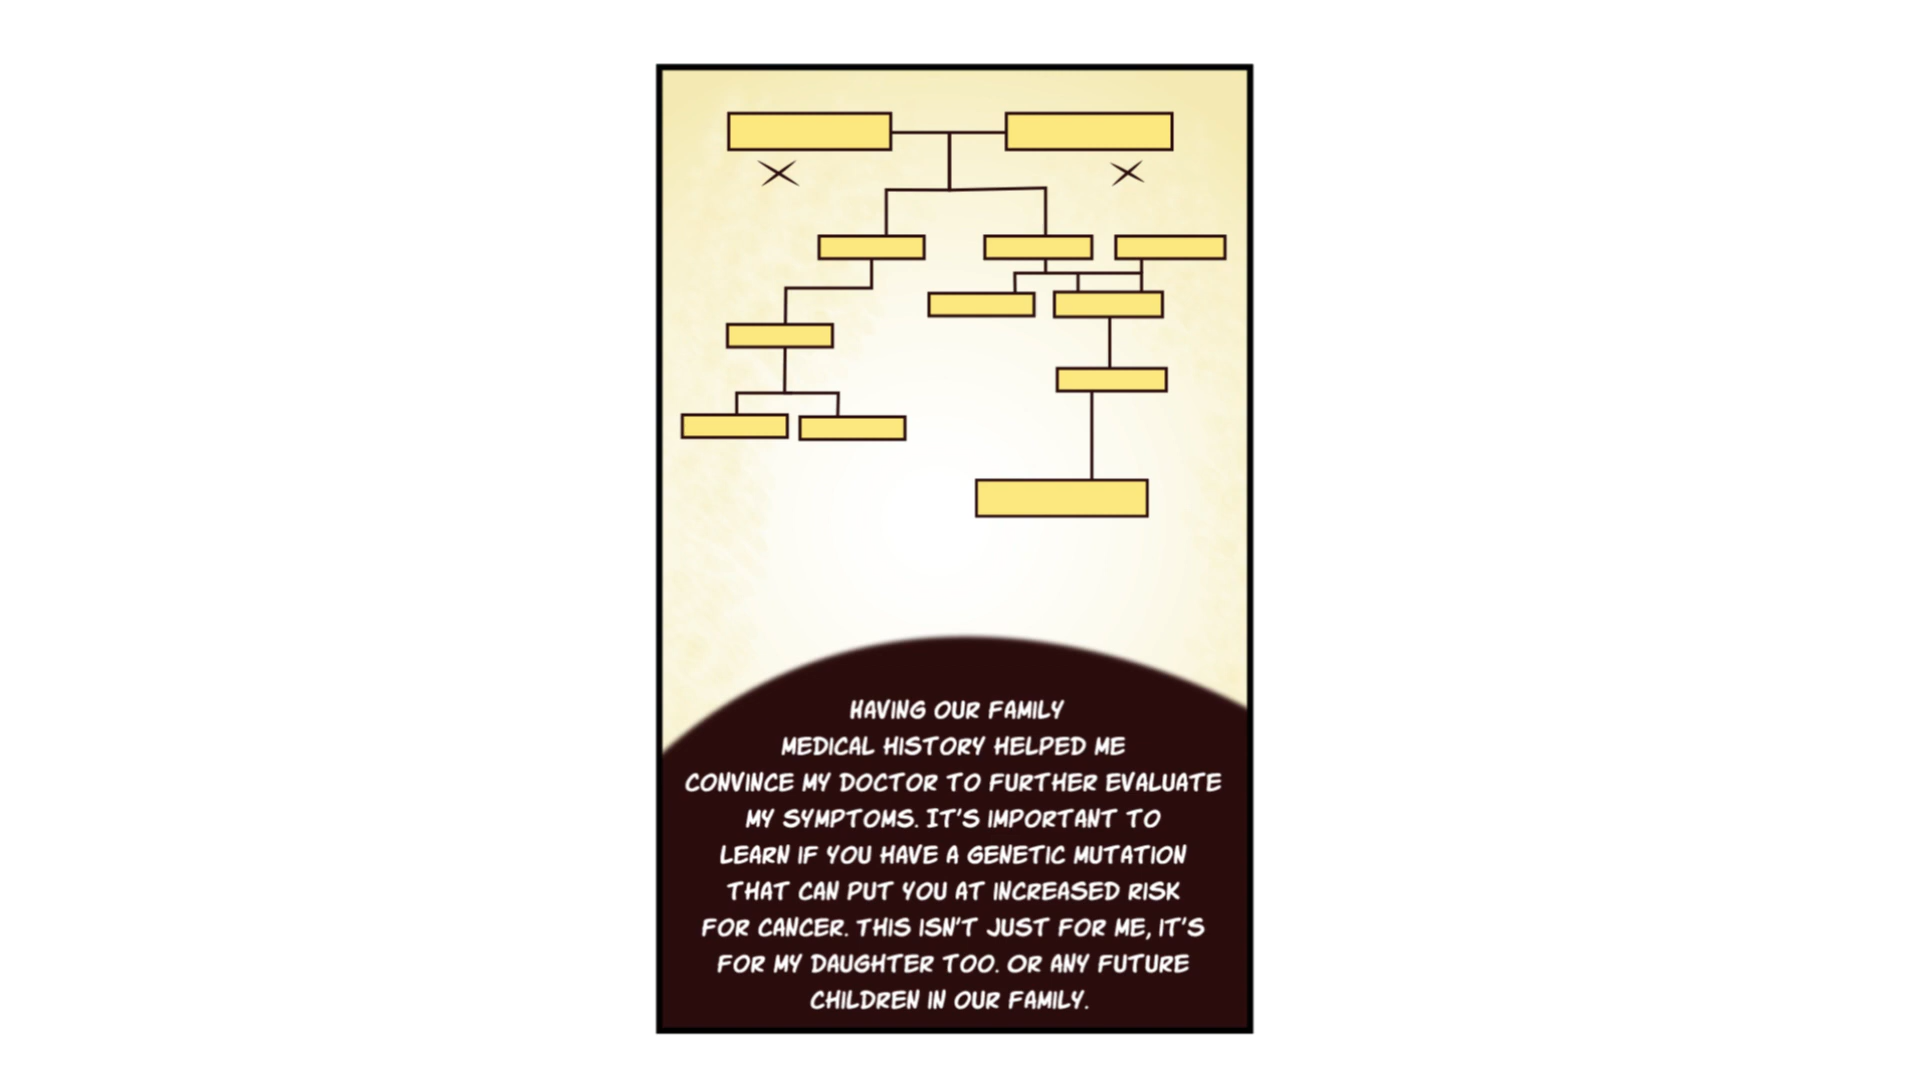 HAVING OUR FAMILY
MEDICAL HISTORY HELPED ME
CONVINCE MY DOCTOR TO FURTHER EVALUATE
MY SYMPTOMS. IT'S IMPORTANT TO
LEARN IF YOU HAVE A GENETIC MUTATION
THAT CAN PUT YOU AT INCREASED RISK
FOR CANCER. THIS ISN'T JUST FOR ME, IT'S
FOR MY DAUGHTER TOO. OR ANY FUTURE
CHILDREN IN OUR FAMILY.